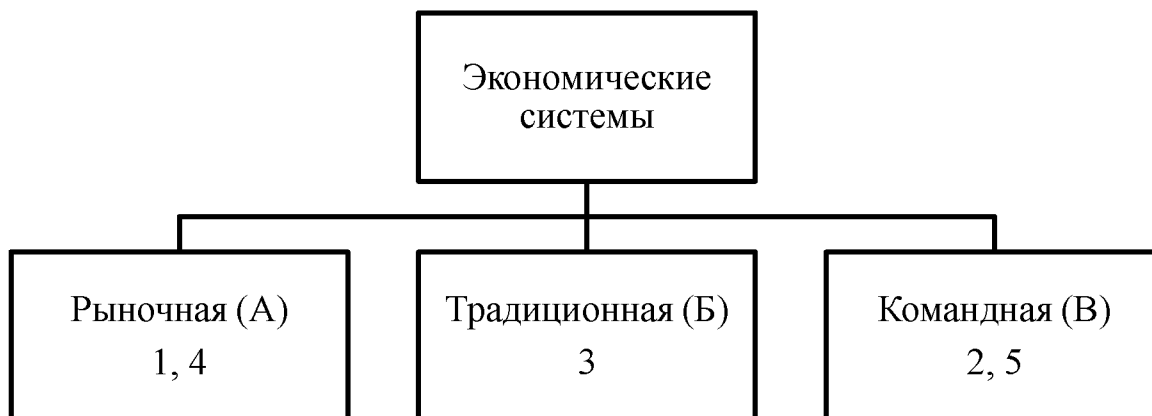 Экономические
системы
Рыночная (А)
1, 4
Традиционная (Б)
3
Командная (В)
2, 5